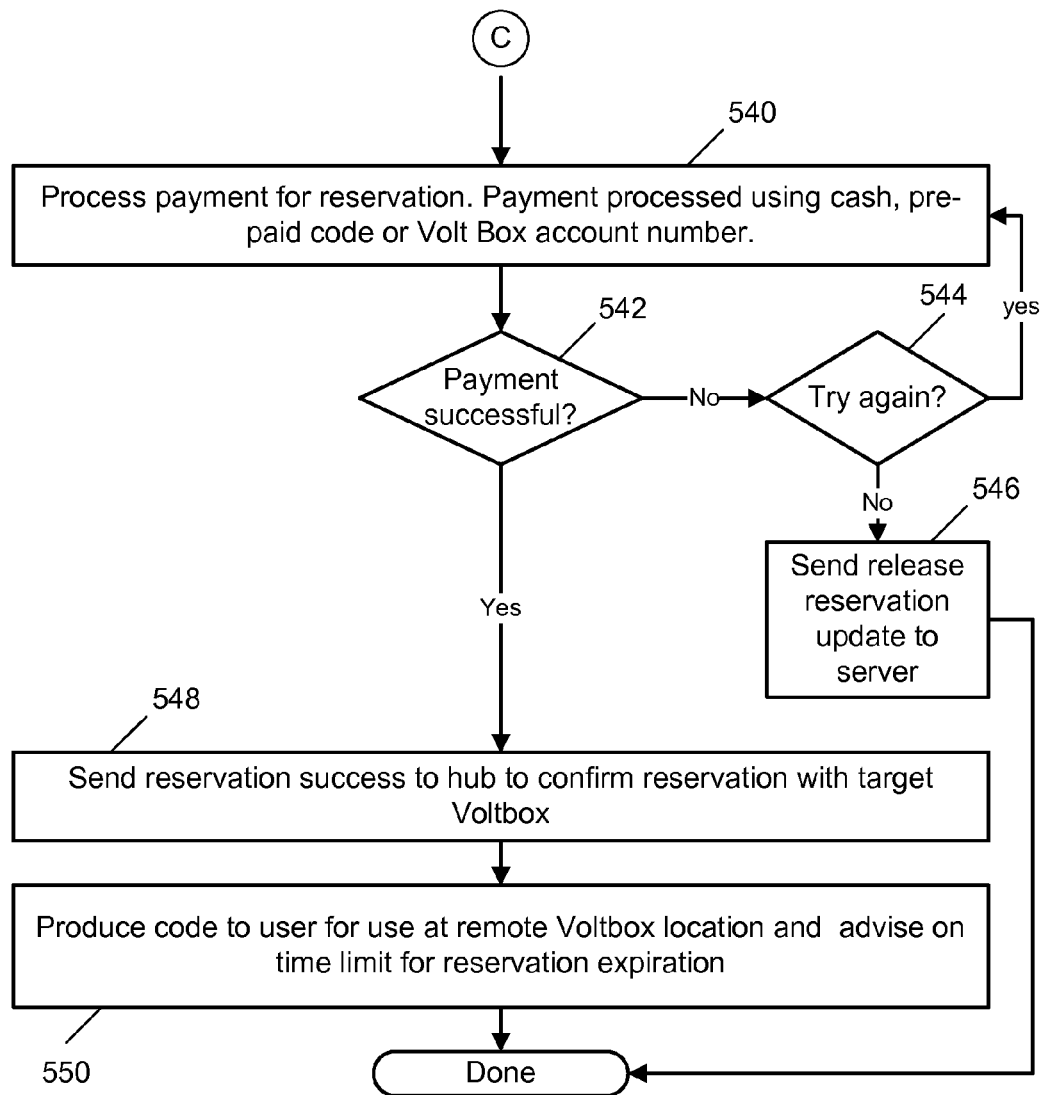 C
540
Process payment for reservation. Payment processed using cash, pre-
paid code or Volt Box account number.
542
544
yes
Payment
successful?
No
Try again?
No
546
Send release
reservation
update to
server
Yes
548
Send reservation success to hub to confirm reservation with target
Voltbox
Produce code to user for use at remote Voltbox location and advise on
time limit for reservation expiration
550
Done